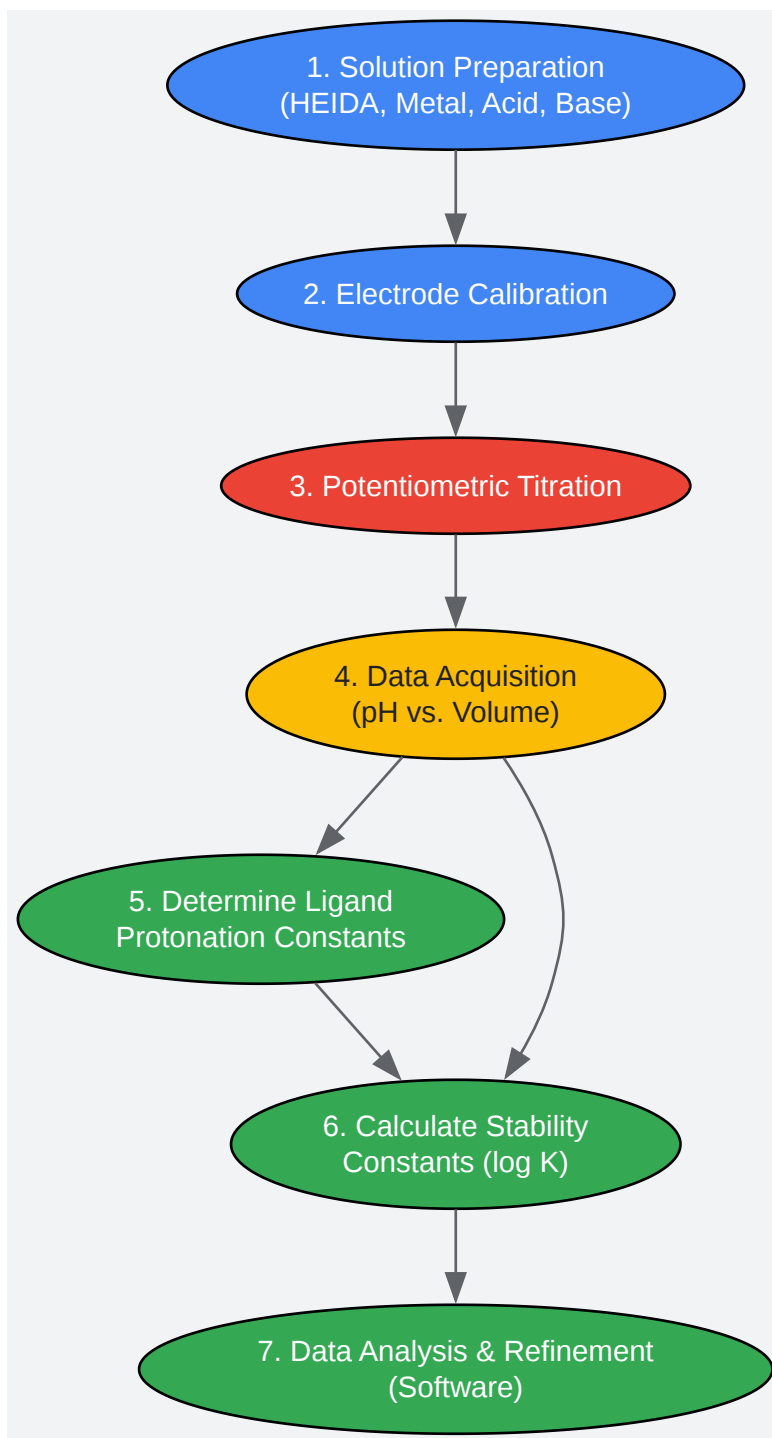 1. Solution Preparation
(HEIDA, Metal, Acid, Base)
2. Electrode Calibration
3. Potentiometric Titration
4. Data Acquisition
(pH vs. Volume)
5. Determine Ligand
Protonation Constants
6. Calculate Stability
Constants (log K)
7. Data Analysis & Refinement
(Software)